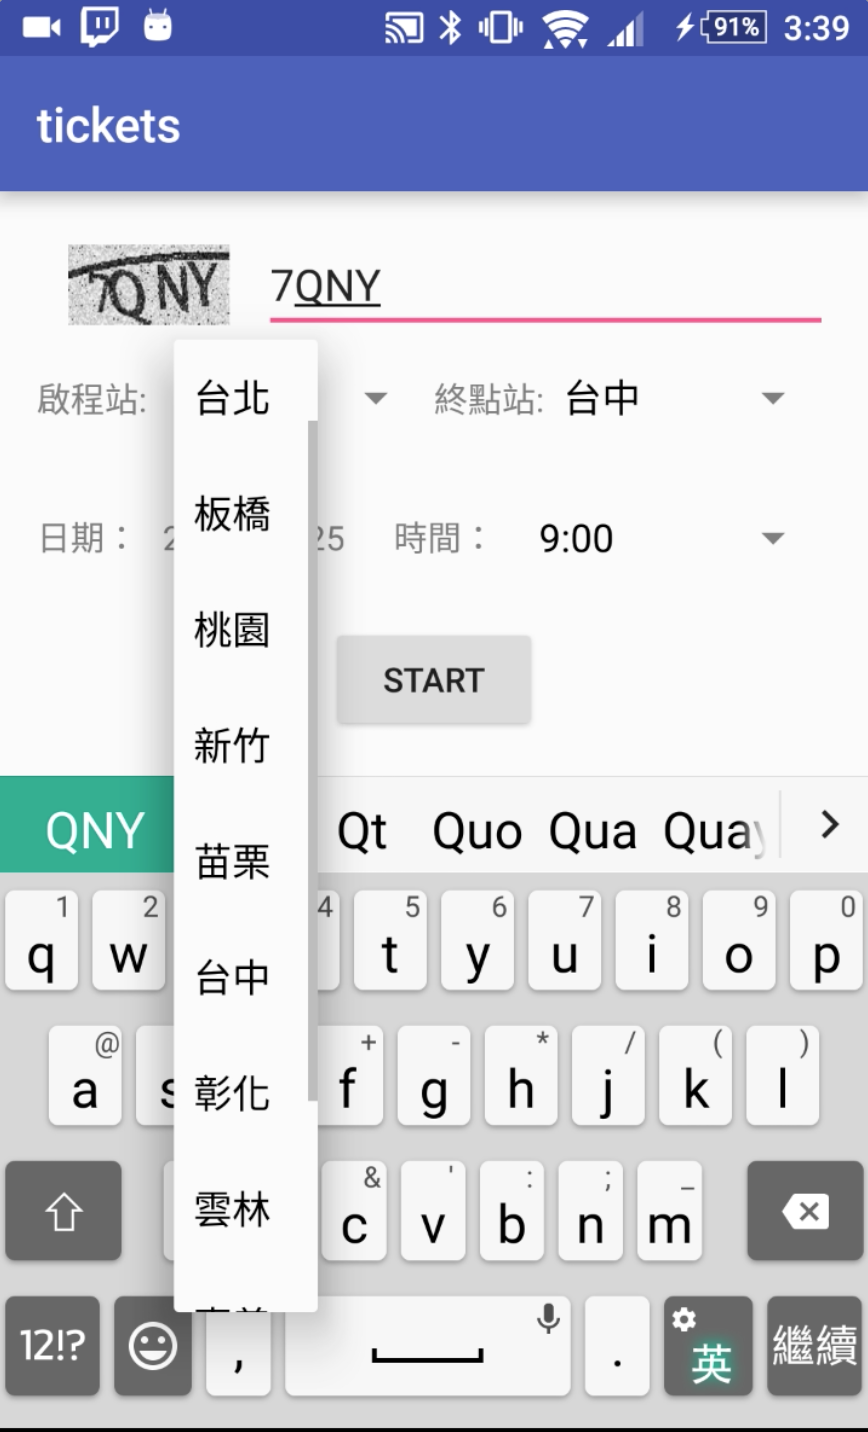 91% 3:39
tickets
7QNY 7QNY
啟程站: 台北 終點站: 台中
板橋
日期： 2 25 時間： 9:00
桃園
START
新竹
QNY Qt Quo Qua Quay
苗栗
1 2 4 5 6 7 8 9 0
q w t y u i o p
台中
@ + - * / ( )
a s f g h j k l
彰化
& ' : ; _
c v b n m
雲林
12!? , . 英 繼續